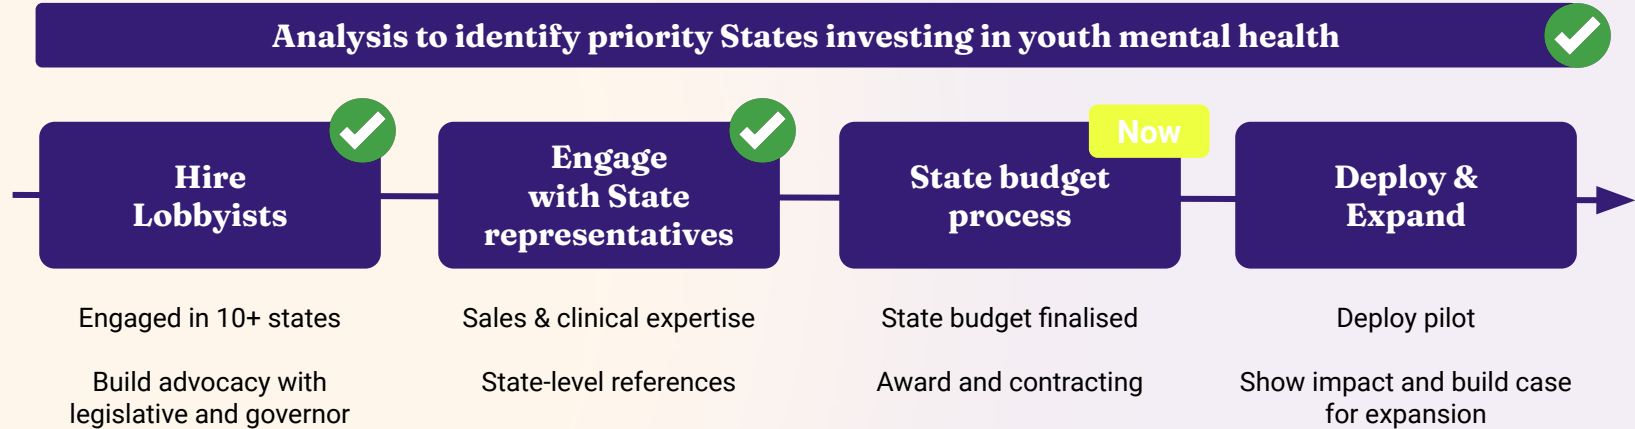 Analysis to identify priority States investing in youth mental health
Hire
Lobbyists
Engage
with State
representatives
Now
State budget
process
Deploy &
Expand
Engaged in 10+ states
Build advocacy with
legislative and governor
Sales & clinical expertise
State-level references
State budget finalised
Award and contracting
Deploy pilot
Show impact and build case
for expansion